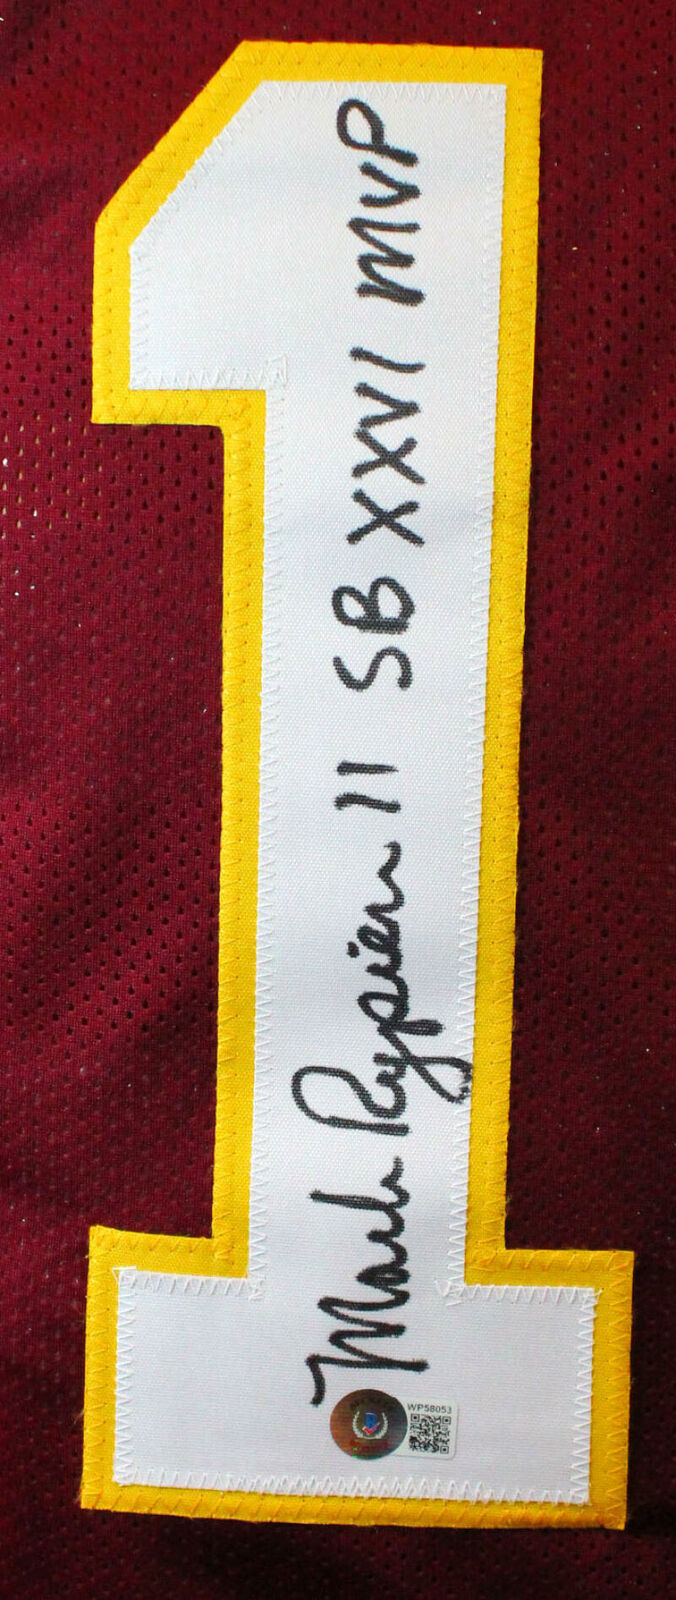 Mark Rypien 11 SB XXVI MVP
WP58053